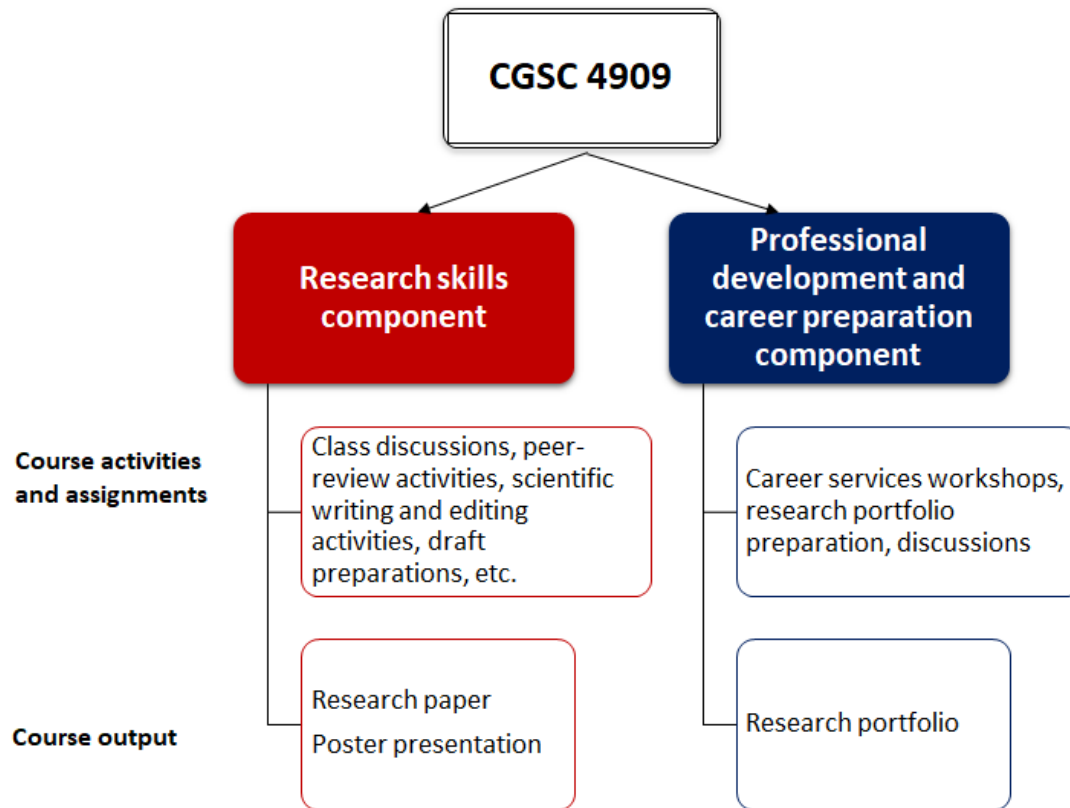 CGSC 4909
Research skills
component
Professional
development and
career preparation
component
Course activities
and assignments
Class discussions, peer-
review activities, scientific
writing and editing
activities, draft
preparations, etc.
Career services workshops,
research portfolio
preparation, discussions
Course output
Research paper
Poster presentation
Research portfolio